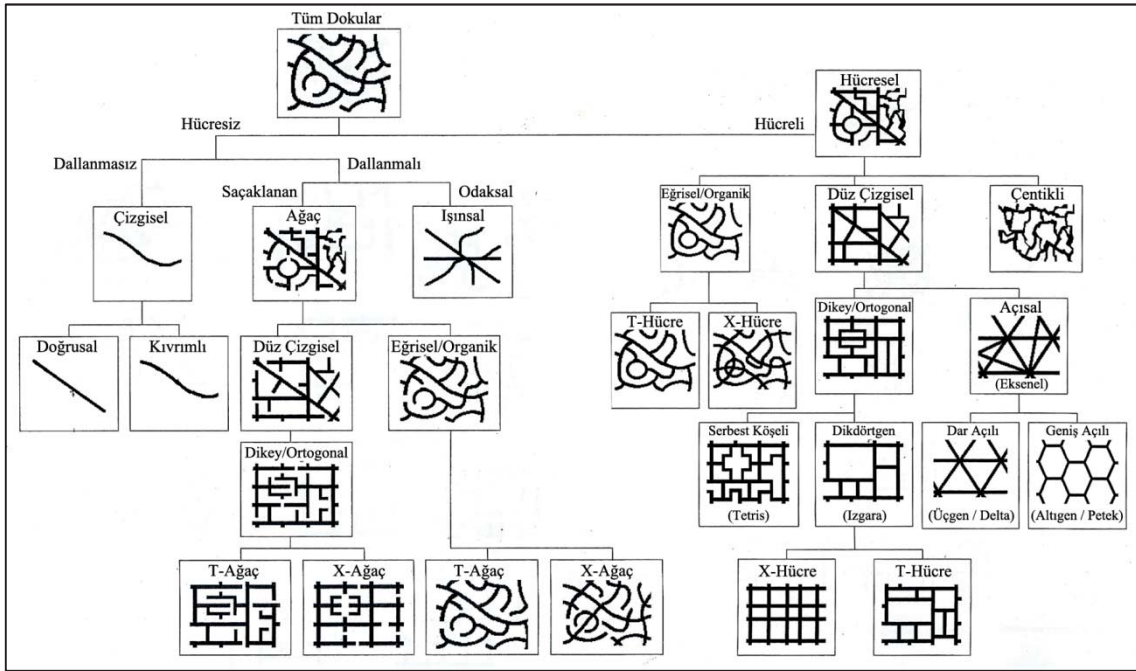 Tüm Dokular
Hücresel
Hücresiz
Hücreli
Dallanmasız
Dallanmalı
Saçaklanan
Odaksal
Çizgisel
Ağaç
Işınsal
Eğrisel/Organik
Düz Çizgisel
Çentikli
T-Hücre
X-Hücre
Dikey/Ortogonal
Açısal
(Eksenel)
Doğrusal
Kıvrımlı
Düz Çizgisel
Eğrisel/Organik
Serbest Köşeli
(Tetris)
Dikdörtgen
(Izgara)
Dar Açılı
(Üçgen / Delta)
Geniş Açılı
(Altıgen / Petek)
Dikey/Ortogonal
T-Ağaç
X-Ağaç
T-Ağaç
X-Ağaç
X-Hücre
T-Hücre